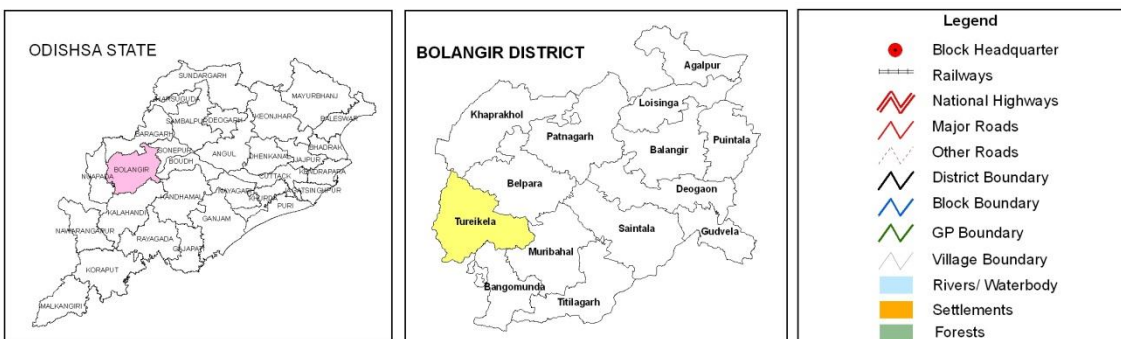 ODISHSA STATE
SUNDARGARH
JHARSUGUDA
MAYURBHANJ
SAMBALPUR
DEOGARH
KEONJHAR
BALESWAR
BARAGARH
SONEPUR
BOUDH
ANGUL
DHENKANAL
BHADRAK
JAJPUR
KENDRAPARA
BOLANGIR
NUAPADA
CUTTACK
JAGATSINGHPUR
KANDHAMAL
NAYAGARH
KHURDA
PURI
KALAHANDI
GANJAM
NAWARANGPUR
RAYAGADA
GAJAPATI
KORAPUT
MALKANGIRI
BOLANGIR DISTRICT
Agalpur
Loisinga
Khaprakhol
Patnagarh
Puintala
Balangir
Belpara
Deogaon
Tureikela
Saintala
Gudvela
Muribahal
Bangomunda
Titilagarh
Legend
Block Headquarter
Railways
National Highways
Major Roads
Other Roads
District Boundary
Block Boundary
GP Boundary
Village Boundary
Rivers/ Waterbody
Settlements
Forests